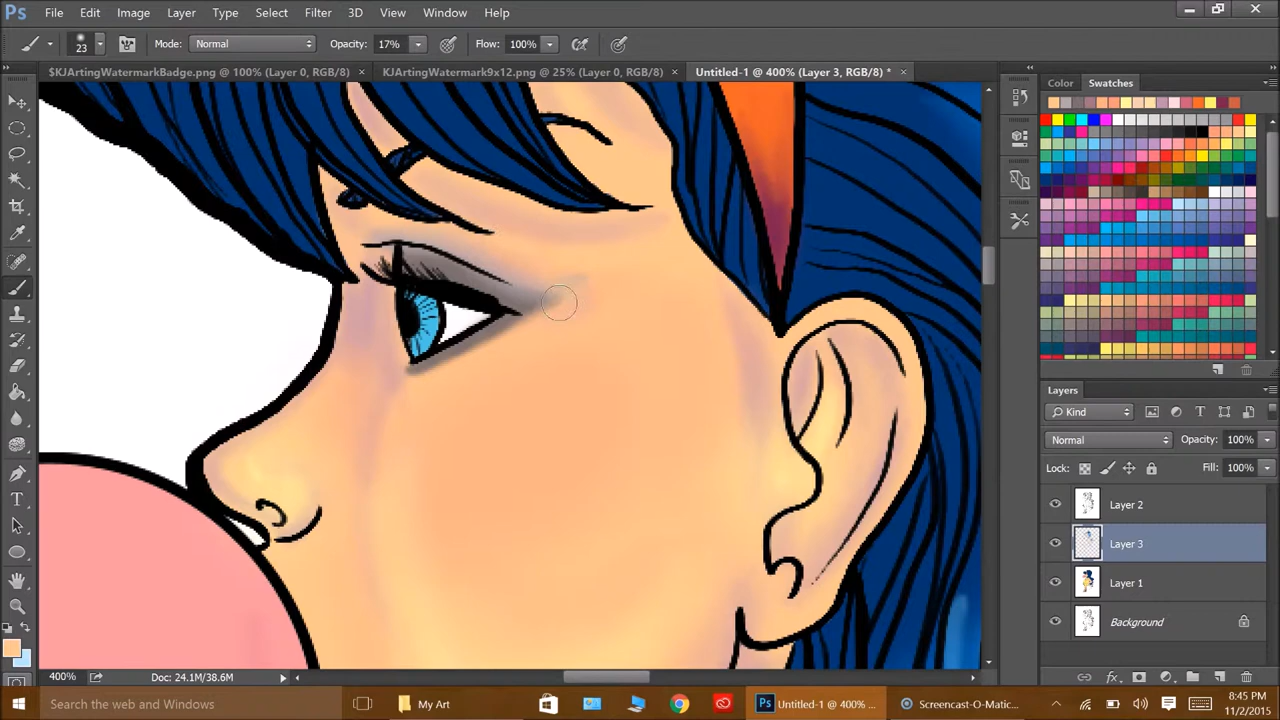 Ps File Edit Image Layer Type Select Filter 3D View Window Help
23 Mode: Normal Opacity: 17% Flow: 100%
$KJArtingWatermarkBadge.png @ 100% (Layer 0, RGB/8) × KJArtingWatermark9x12.png @ 25% (Layer 0, RGB/8) × Untitled-1 @ 400% (Layer 3, RGB/8) * ×
Color Swatches
Layers
Kind
Normal Opacity: 100%
Lock: Fill: 100%
Layer 2
Layer 3
Layer 1
Background
fx
400% Doc: 24.1M/38.6M
Search the web and Windows My Art Untitled-1 @ 400% ... Screencast-O-Matic... 8:45 PM
11/2/2015